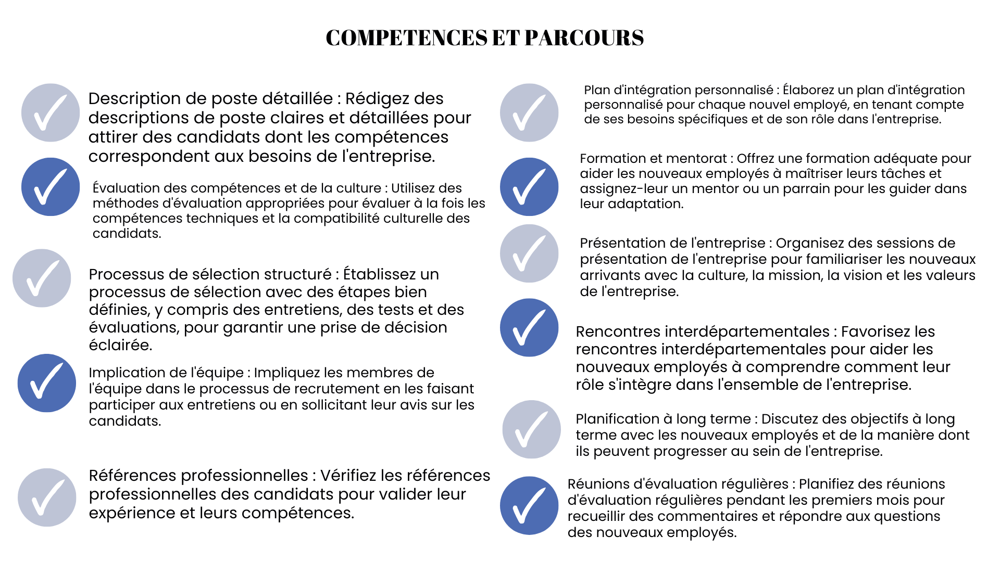 COMPETENCES ET PARCOURS
Description de poste détaillée : Rédigez des
descriptions de poste claires et détaillées pour
attirer des candidats dont les compétences
correspondent aux besoins de l'entreprise.
Évaluation des compétences et de la culture : Utilisez des
méthodes d'évaluation appropriées pour évaluer à la fois les
compétences techniques et la compatibilité culturelle des
candidats.
Processus de sélection structuré : Établissez un
processus de sélection avec des étapes bien
définies, y compris des entretiens, des tests et des
évaluations, pour garantir une prise de décision
éclairée.
Implication de l'équipe : Impliquez les membres de
l'équipe dans le processus de recrutement en les faisant
participer aux entretiens ou en sollicitant leur avis sur les
candidats.
Références professionnelles : Vérifiez les références
professionnelles des candidats pour valider leur
expérience et leurs compétences.
Plan d'intégration personnalisé : Élaborez un plan d'intégration
personnalisé pour chaque nouvel employé, en tenant compte
de ses besoins spécifiques et de son rôle dans l'entreprise.
Formation et mentorat : Offrez une formation adéquate pour
aider les nouveaux employés à maîtriser leurs tâches et
assignez-leur un mentor ou un parrain pour les guider dans
leur adaptation.
Présentation de l'entreprise : Organisez des sessions de
présentation de l'entreprise pour familiariser les nouveaux
arrivants avec la culture, la mission, la vision et les valeurs
de l'entreprise.
Rencontres interdépartementales : Favorisez les
rencontres interdépartementales pour aider les
nouveaux employés à comprendre comment leur
rôle s'intègre dans l'ensemble de l'entreprise.
Planification à long terme : Discutez des objectifs à long
terme avec les nouveaux employés et de la manière dont
ils peuvent progresser au sein de l'entreprise.
Réunions d'évaluation régulières : Planifiez des réunions
d'évaluation régulières pendant les premiers mois pour
recueillir des commentaires et répondre aux questions
des nouveaux employés.